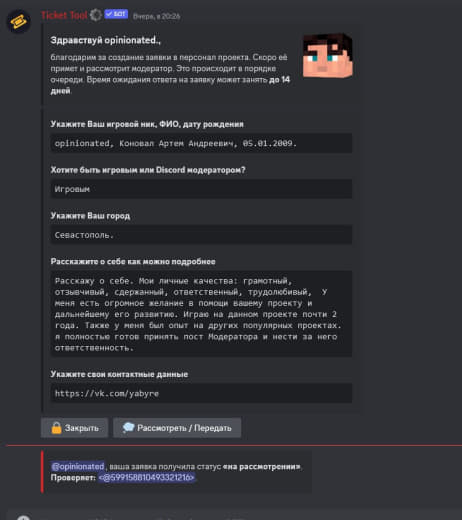 Ticket Tool БОТ Вчера, в 20:26
Здравствуй opinionated.,
благодарим за создание заявки в персонал проекта. Скоро её
примет и рассмотрит модератор. Это происходит в порядке
очереди. Время ожидания ответа на заявку может занять до 14
дней.
Укажите Ваш игровой ник, ФИО, дату рождения
opinionated, Коновал Артем Андреевич, 05.01.2009.
Хотите быть игровым или Discord модератором?
Игровым
Укажите Ваш город
Севастополь.
Расскажите о себе как можно подробнее
Расскажу о себе. Мои личные качества: грамотный,
отзывчивый, сдержанный, ответственный, трудолюбивый, У
меня есть огромное желание в помощи вашему проекту и
дальнейшему его развитию. Играю на данном проекте почти 2
года. Также у меня был опыт на других популярных проектах.
я полностью готов принять пост Модератора и нести за него
ответственность.
Укажите свои контактные данные
https://vk.com/yabyre
Закрыть Рассмотреть / Передать
@opinionated, ваша заявка получила статус «на рассмотрении».
Проверяет: <@599158810493321216>.